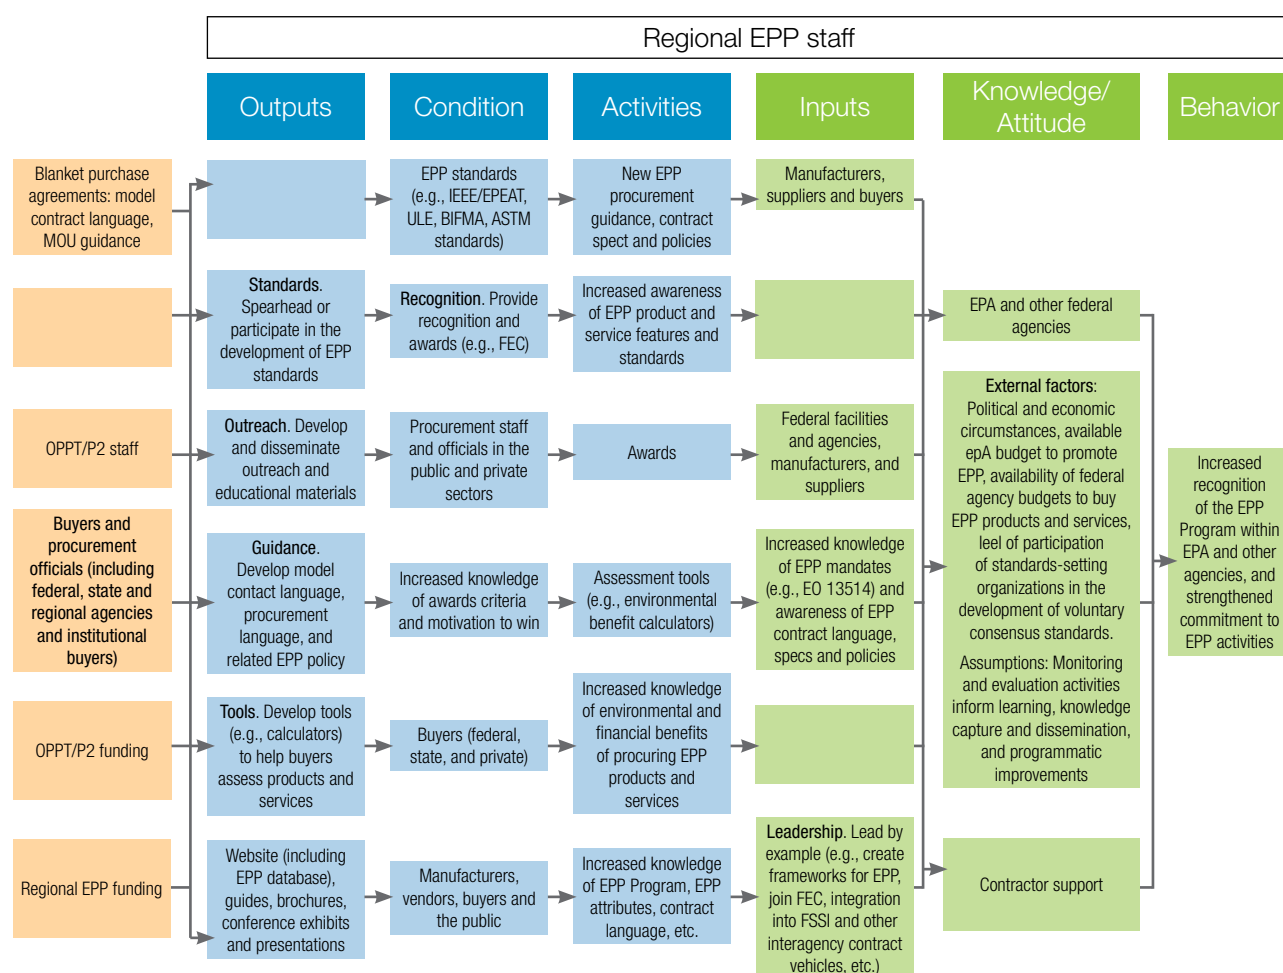 Regional EPP staff
Outputs
Condition
Activities
Inputs
Knowledge/
Attitude
Behavior
Blanket purchase
agreements: model
contract language,
MOU guidance
EPP standards
(e.g., IEEE/EPEAT,
ULE, BIFMA, ASTM
standards)
New EPP
procurement
guidance, contract
spect and policies
Manufacturers,
suppliers and buyers
Standards.
Spearhead or
participate in the
development of EPP
standards
Recognition. Provide
recognition and
awards (e.g., FEC)
Increased awareness
of EPP product and
service features and
standards
EPA and other federal
agencies
OPPT/P2 staff
Outreach. Develop
and disseminate
outreach and
educational materials
Procurement staff
and officials in the
public and private
sectors
Awards
Federal facilities
and agencies,
manufacturers, and
suppliers
External factors:
Political and economic
circumstances, available
epA budget to promote
EPP, availability of federal
agency budgets to buy
EPP products and services,
leel of participation
of standards-setting
organizations in the
development of voluntary
consensus standards.
Assumptions: Monitoring
and evaluation activities
inform learning, knowledge
capture and dissemination,
and programmatic
improvements
Increased
recognition
of the EPP
Program within
EPA and other
agencies, and
strengthened
commitment to
EPP activities
Buyers and
procurement
officials (including
federal, state and
regional agencies
and institutional
buyers)
Guidance.
Develop model
contact language,
procurement
language, and
related EPP policy
Increased knowledge
of awards criteria
and motivation to win
Assessment tools
(e.g., environmental
benefit calculators)
Increased knowledge
of EPP mandates
(e.g., EO 13514) and
awareness of EPP
contract language,
specs and policies
OPPT/P2 funding
Tools. Develop tools
(e.g., calculators)
to help buyers
assess products and
services
Buyers (federal,
state, and private)
Increased knowledge
of environmental and
financial benefits
of procuring EPP
products and
services
Regional EPP funding
Website (including
EPP database),
guides, brochures,
conference exhibits
and presentations
Manufacturers,
vendors, buyers and
the public
Increased knowledge
of EPP Program, EPP
attributes, contract
language, etc.
Leadership. Lead by
example (e.g., create
frameworks for EPP,
join FEC, integration
into FSSI and other
interagency contract
vehicles, etc.)
Contractor support